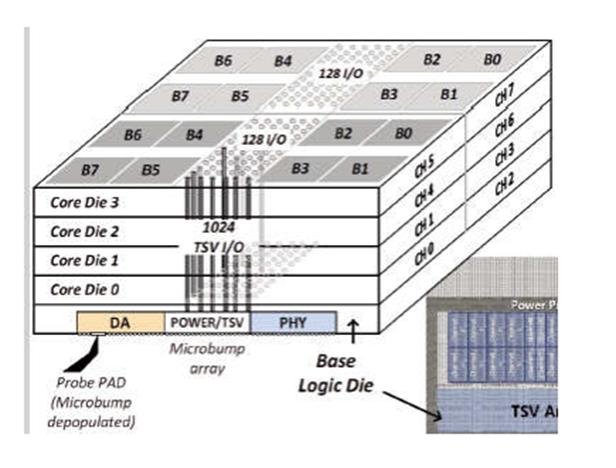 B6 B4 128 I/O B2 B0
B7 B5 B3 B1 CH 7
B6 B4 128 I/O B2 B0 CH 6
B7 B5 B3 B1 CH 5 CH 3
Core Die 3 CH 4 CH 2
Core Die 2 1024 CH 1
TSV I/O CH 0
Core Die 1
Core Die 0
DA POWER/TSV PHY
Microbump
array
Probe PAD
(Microbump
depopulated)
Base
Logic Die
Power P
TSV A